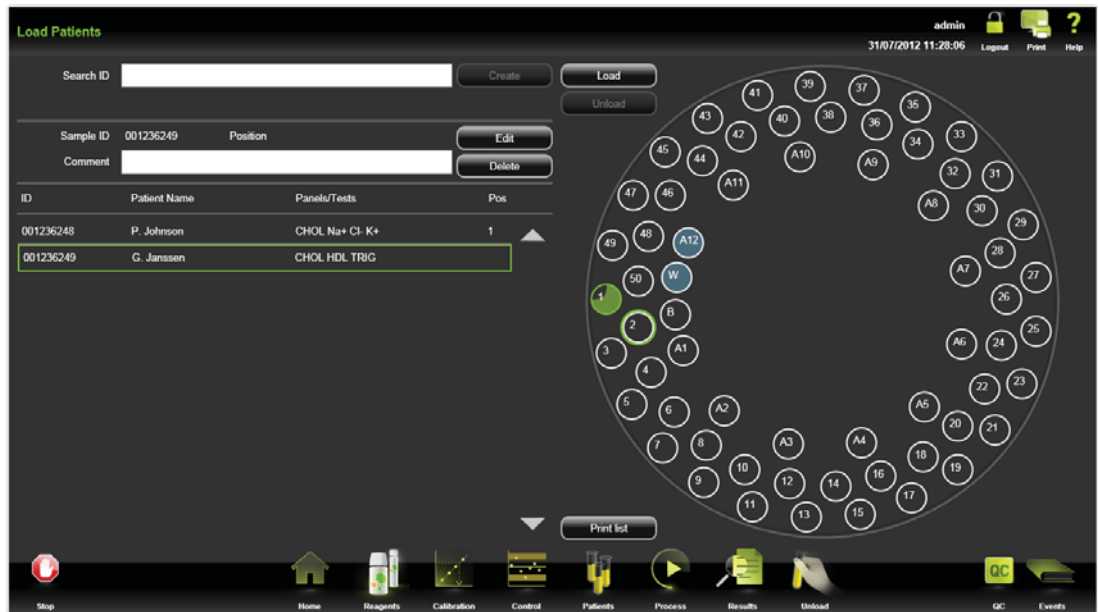 Load Patients
admin
31/07/2012 11:28:06
Logout
Print
?
Help
Search ID
Create
Load
Unload
Sample ID 001236249 Position
Edit
Comment
Delete
ID Patient Name Panels/Tests Pos
001236248 P. Johnson CHOL Na+ Cl- K+ 1
001236249 G. Janssen CHOL HDL TRIG
39
37
41
35
43
40
38
36
33
42
34
45
44
A10
A9
32
31
47
46
A11
A8
30
29
49
48
A12
28
50
W
A7
27
1
26
2
B
25
3
A1
A6
24
4
23
22
5
6
A2
A5
20
21
7
8
A3
A4
18
19
9
10
12
14
16
17
11
13
15
Print list
Stop
Home
Reagents
Calibration
Control
Patients
Process
Results
Unload
QC
QC
Events